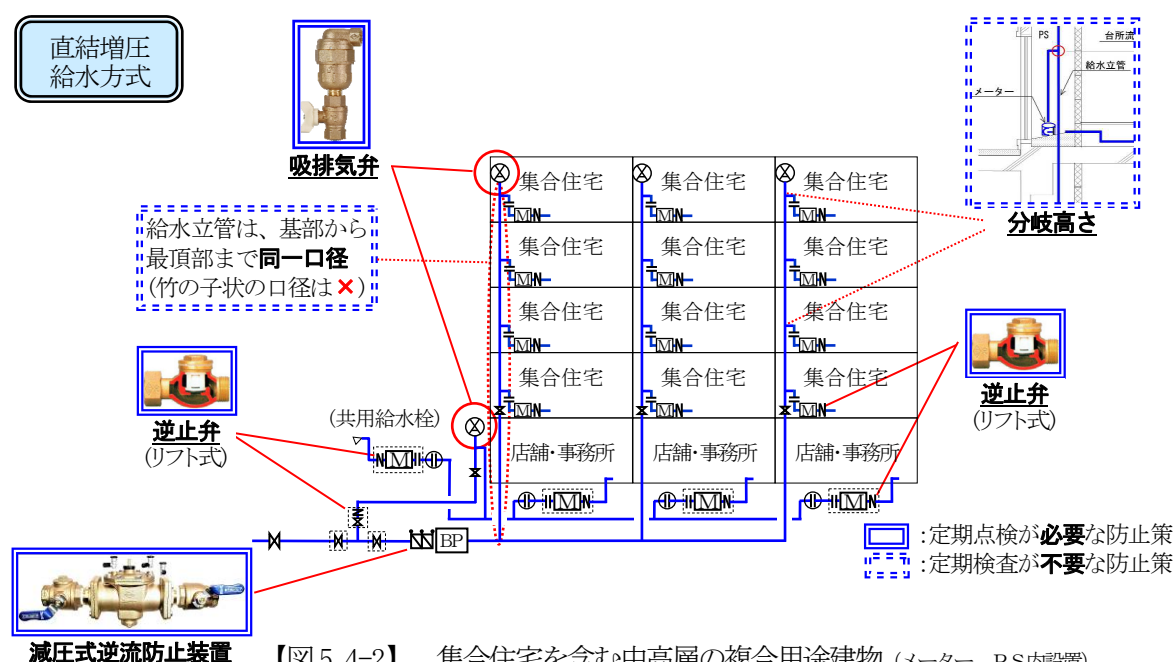 直結増圧
給水方式
吸排気弁
PS
台所流
給水立管
メーター
分岐高さ
給水立管は、基部から
最頂部まで同一口径
(竹の子状の口径は×)
集合住宅 集合住宅 集合住宅
M M M
集合住宅 集合住宅 集合住宅
M M M
集合住宅 集合住宅 集合住宅
M M M
集合住宅 集合住宅 集合住宅
M M M
店舗・事務所 店舗・事務所 店舗・事務所
M M M
逆止弁
(リフト式)
(共用給水栓)
M
逆止弁
(リフト式)
BP
:定期点検が必要な防止策
:定期検査が不要な防止策
減圧式逆流防止装置
【図5.4-2】 集合住宅を含む中高層の複合用途建物 (メーター PS内設置)